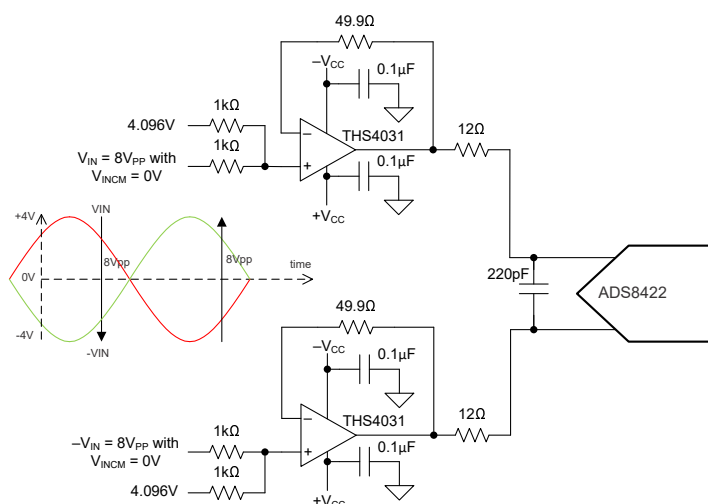 49.9Ω
–VCC
0.1µF
1kΩ
4.096V
THS4031
1kΩ
VIN = 8VPP with
VINCM = 0V
0.1µF
12Ω
+VCC
+4V
VIN
8Vpp
8Vpp
0V
time
-4V
-VIN
220pF
ADS8422
49.9Ω
–VCC
0.1µF
THS4031
12Ω
–VIN = 8VPP with
VINCM = 0V
1kΩ
0.1µF
1kΩ
4.096V
+VCC